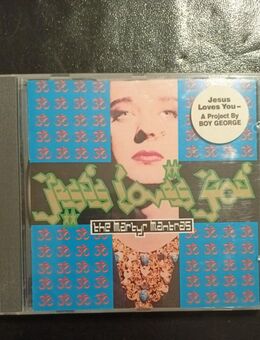 Jesus
Loves You –
A Project By
BOY GEORGE
Jesus Loves You
the martyr mantras